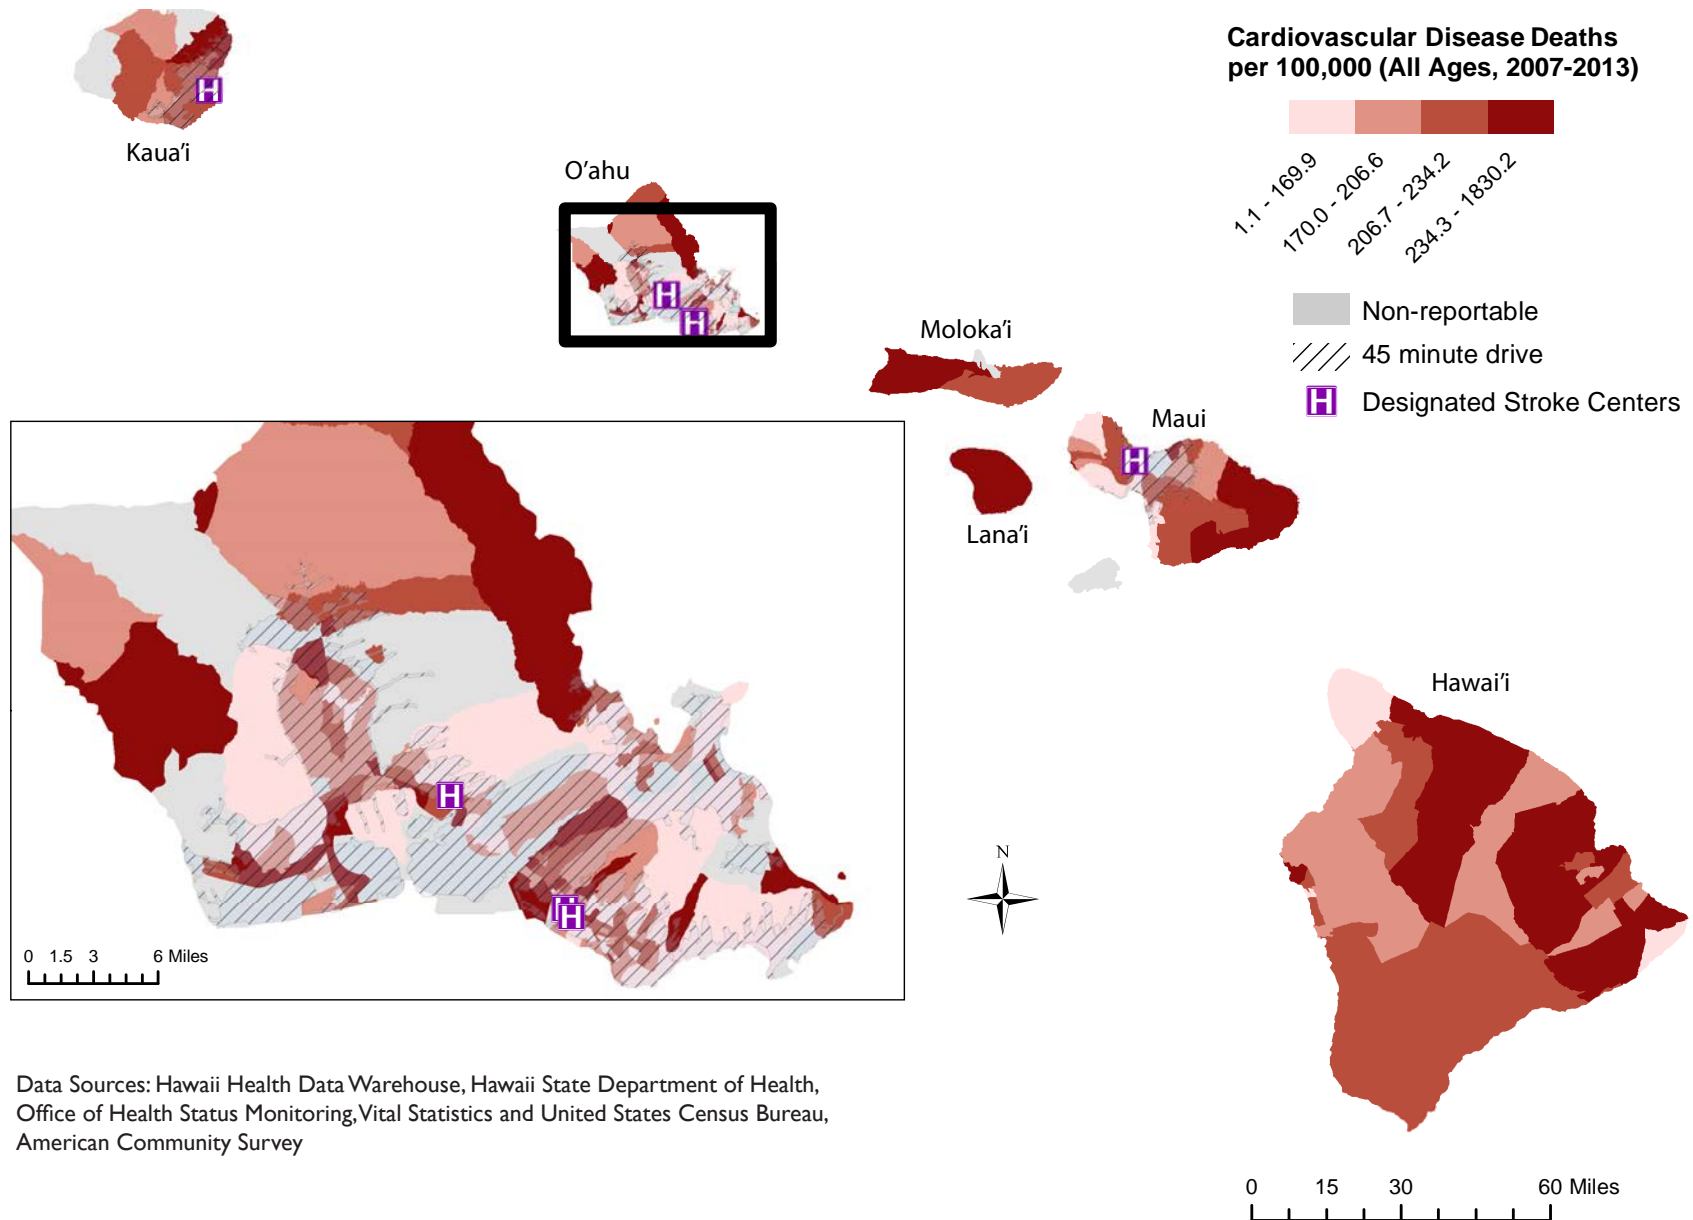 Cardiovascular Disease Deaths
per 100,000 (All Ages, 2007-2013)
1.1 - 169.9
170.0 - 206.6
206.7 - 234.2
234.3 - 1830.2
Non-reportable
45 minute drive
H Designated Stroke Centers
H
Kaua'i
O'ahu
H
H
Moloka'i
Maui
H
Lana'i
Hawai'i
H
H
N
0 1.5 3 6 Miles
Data Sources: Hawaii Health Data Warehouse, Hawaii State Department of Health,
Office of Health Status Monitoring, Vital Statistics and United States Census Bureau,
American Community Survey
0 15 30 60 Miles